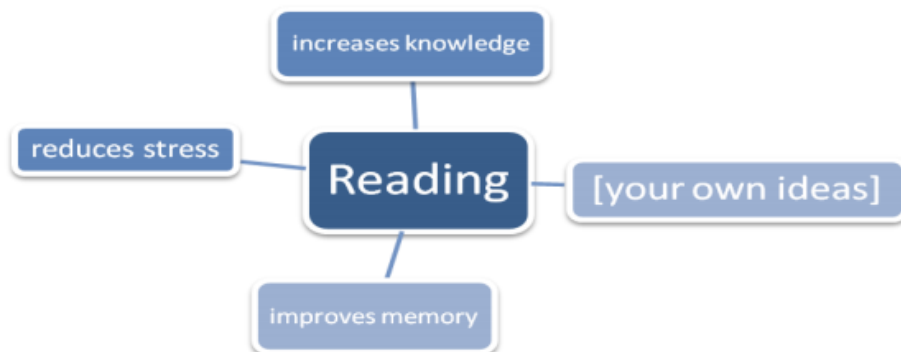 increases knowledge
reduces stress
Reading
[your own ideas]
improves memory